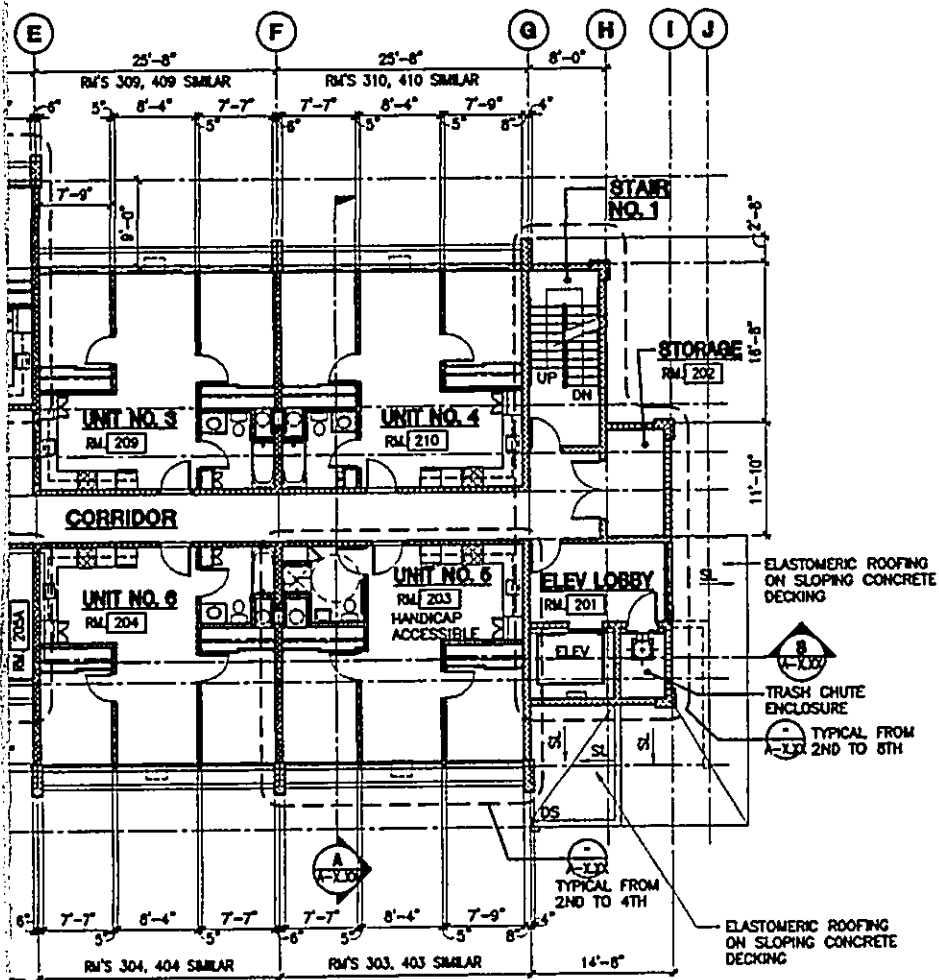 E F G H I J
25'-8" 25'-8" 8'-0"
RM'S 309, 409 SIMILAR RM'S 310, 410 SIMILAR
6" 5" 8'-4" 7'-7" 7'-7" 8'-4" 7'-9" 4"
5" 6" 5" 5" 8"
7'-9"
9'-0"
STAIR
NO. 1
UP
DN
STORAGE
RM. 202
16'-8"
11'-10"
UNIT NO. 3
RM. 209
UNIT NO. 4
RM. 210
CORRIDOR
UNIT NO. 6
RM. 204
UNIT NO. 5
RM. 203
HANDICAP
ACCESSIBLE
ELEV LOBBY
RM. 201
ELEV
RM 205A
SL
ELASTOMERIC ROOFING
ON SLOPING CONCRETE
DECKING
B
A-X.XX
TRASH CHUTE
ENCLOSURE
-
A-X.XX
TYPICAL FROM
2ND TO 8TH
SL SL SL
DS
A
A-X.XX
-
A-X.XX
TYPICAL FROM
2ND TO 4TH
ELASTOMERIC ROOFING
ON SLOPING CONCRETE
DECKING
6" 7'-7" 8'-4" 7'-7" 7'-7" 8'-4" 7'-9" 4"
5" 5" 6" 5" 5" 8"
RM'S 304, 404 SIMILAR RM'S 303, 403 SIMILAR 14'-8"